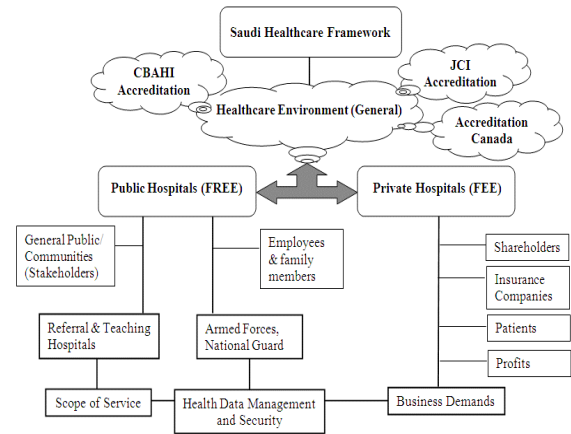 Saudi Healthcare Framework
CBAHI
Accreditation
JCI
Accreditation
Healthcare Environment (General)
Accreditation
Canada
Public Hospitals (FREE)
Private Hospitals (FEE)
General Public/
Communities
(Stakeholders)
Employees
& family
members
Shareholders
Insurance
Companies
Patients
Profits
Referral & Teaching
Hospitals
Armed Forces,
National Guard
Scope of Service
Health Data Management
and Security
Business Demands